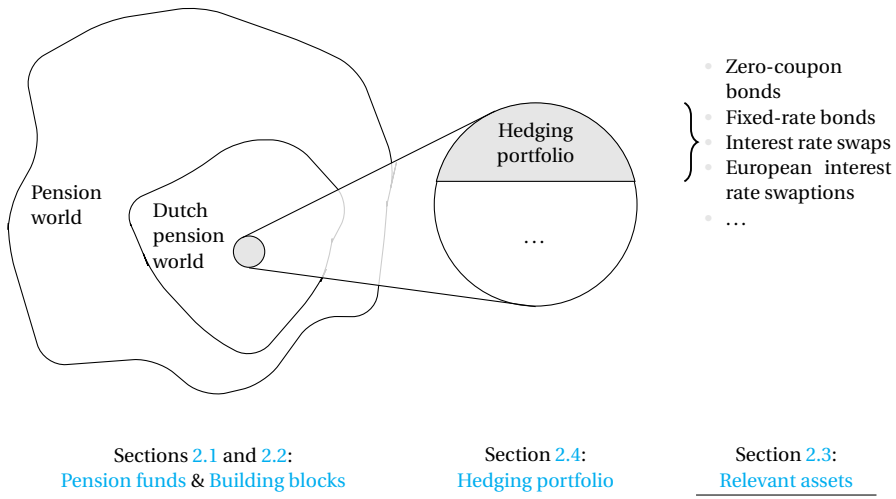 Pension
world
Dutch
pension
world
Hedging
portfolio
...
Zero-coupon
bonds
Fixed-rate bonds
Interest rate swaps
European interest
rate swaptions
...
Sections 2.1 and 2.2:
Pension funds & Building blocks
Section 2.4:
Hedging portfolio
Section 2.3:
Relevant assets